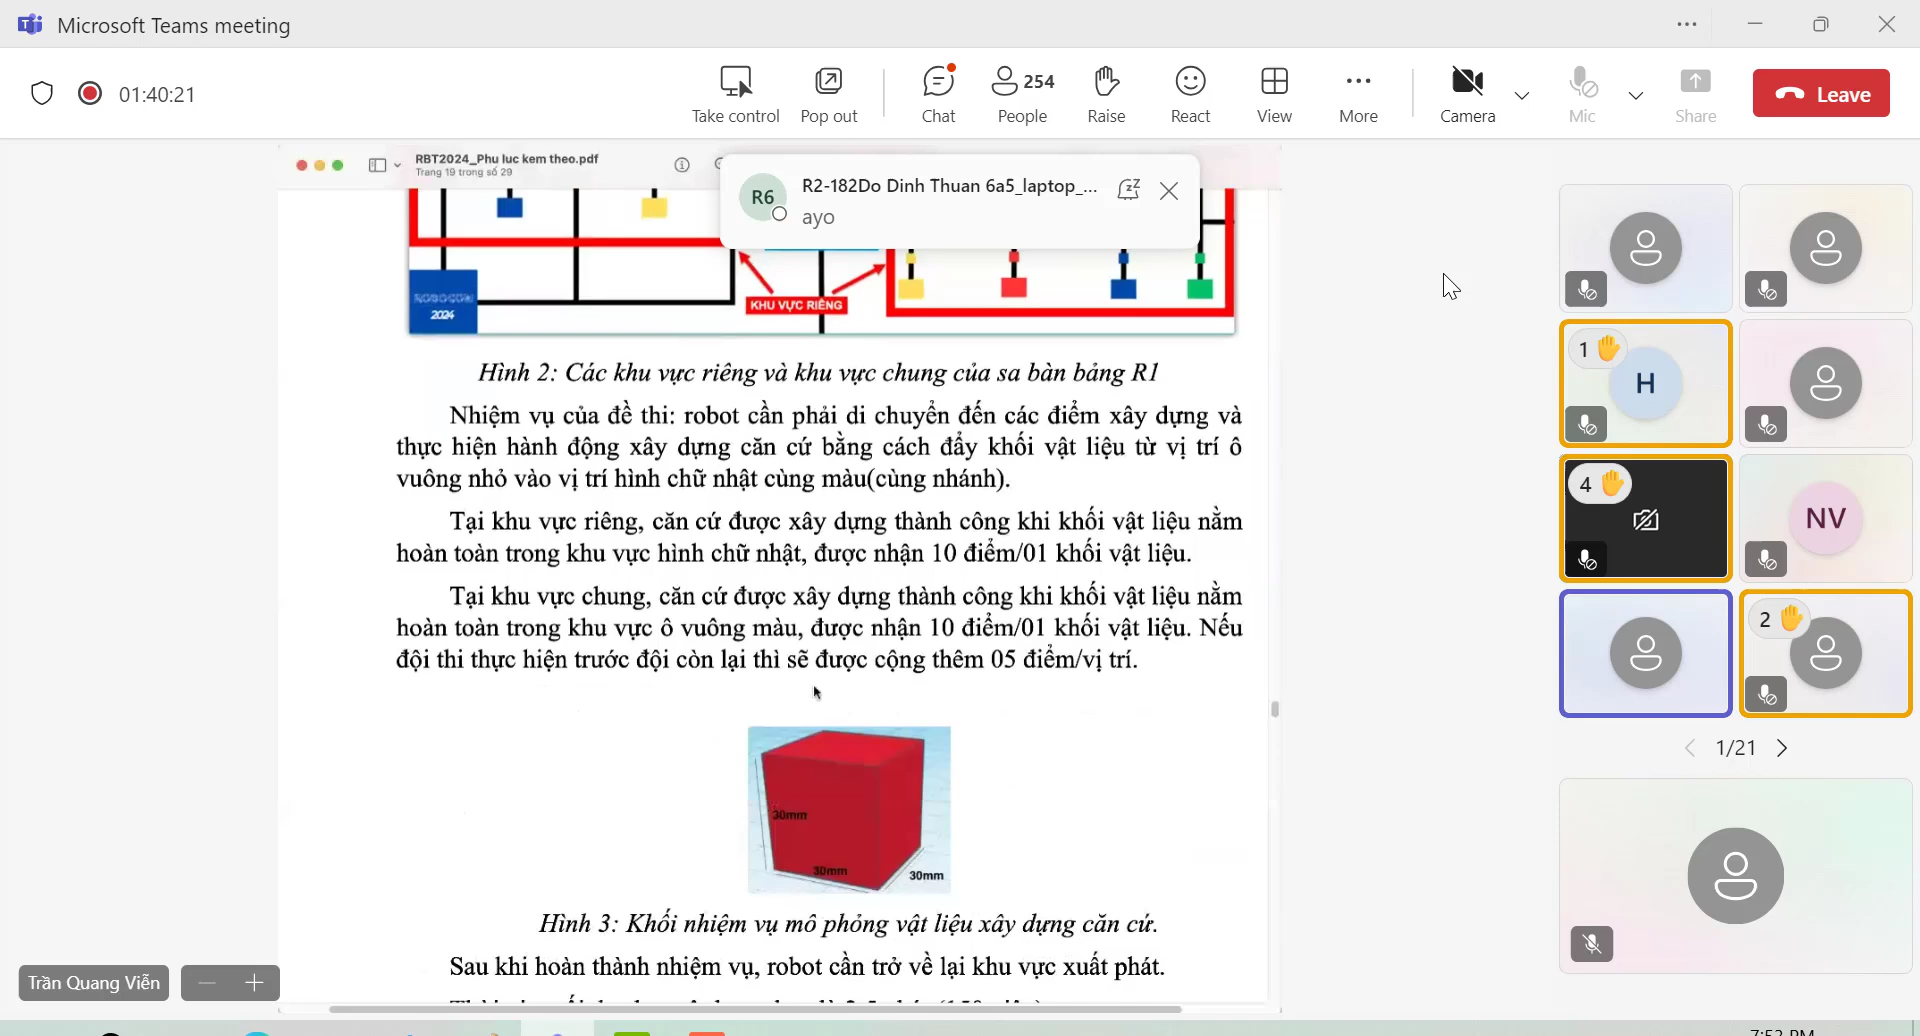 Microsoft Teams meeting
01:40:21
Take control
Pop out
Chat
254
People
Raise
React
View
More
Camera
Mic
Share
Leave
RBT2024_Phu luc kem theo.pdf
Trang 19 trong số 29
R6
R2-182Do Dinh Thuan 6a5_laptop_...
ayo
ROBOCON
2024
KHU VỰC RIÊNG
Hình 2: Các khu vực riêng và khu vực chung của sa bàn bảng R1
Nhiệm vụ của đề thi: robot cần phải di chuyển đến các điểm xây dựng và
thực hiện hành động xây dựng căn cứ bằng cách đẩy khối vật liệu từ vị trí ô
vuông nhỏ vào vị trí hình chữ nhật cùng màu(cùng nhánh).
Tại khu vực riêng, căn cứ được xây dựng thành công khi khối vật liệu nằm
hoàn toàn trong khu vực hình chữ nhật, được nhận 10 điểm/01 khối vật liệu.
Tại khu vực chung, căn cứ được xây dựng thành công khi khối vật liệu nằm
hoàn toàn trong khu vực ô vuông màu, được nhận 10 điểm/01 khối vật liệu. Nếu
đội thi thực hiện trước đội còn lại thì sẽ được cộng thêm 05 điểm/vị trí.
30mm
30mm
30mm
Hình 3: Khối nhiệm vụ mô phỏng vật liệu xây dựng căn cứ.
Sau khi hoàn thành nhiệm vụ, robot cần trở về lại khu vực xuất phát.
Trần Quang Viễn
1
H
4
NV
2
1/21
7:53 PM